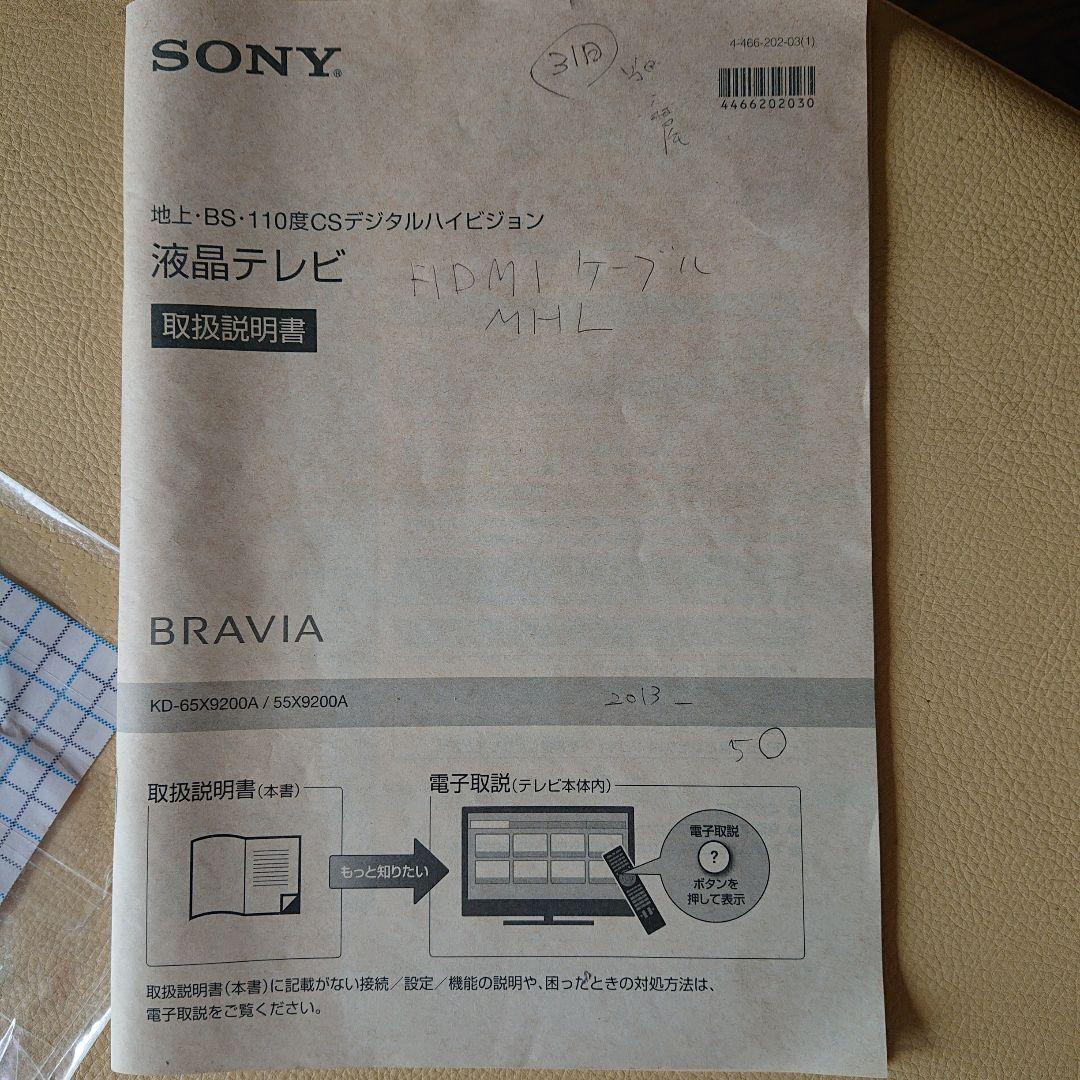 SONY®
4-466-202-03(1)
4466202030
31日
地上・BS・110度CSデジタルハイビジョン
液晶テレビ
HDMI ケーブル
MHL
取扱説明書
BRAVIA
KD-65X9200A / 55X9200A
2013
50
取扱説明書(本書)
電子取説(テレビ本体内)
もっと知りたい
電子取説
?
ボタンを
押して表示
取扱説明書(本書)に記載がない接続/設定/機能の説明や、困ったときの対処方法は、
電子取説をご覧ください。